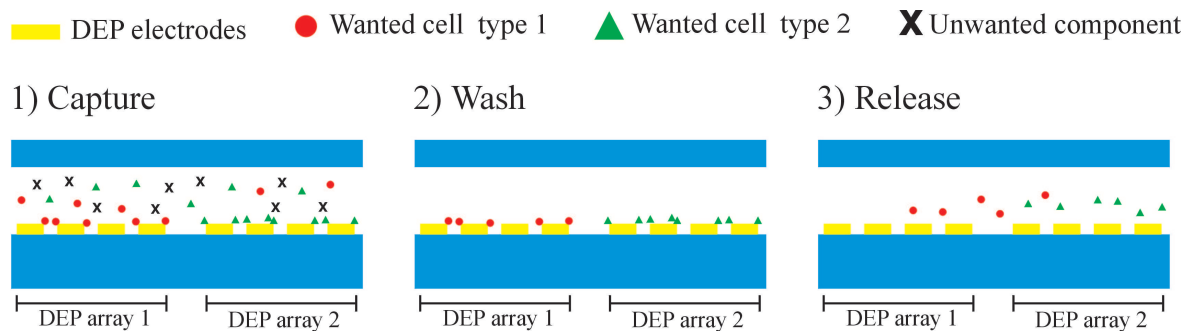 DEP electrodes
Wanted cell type 1
Wanted cell type 2
X Unwanted component
1) Capture
2) Wash
3) Release
X X X X X X X X X
DEP array 1
DEP array 2
DEP array 1
DEP array 2
DEP array 1
DEP array 2